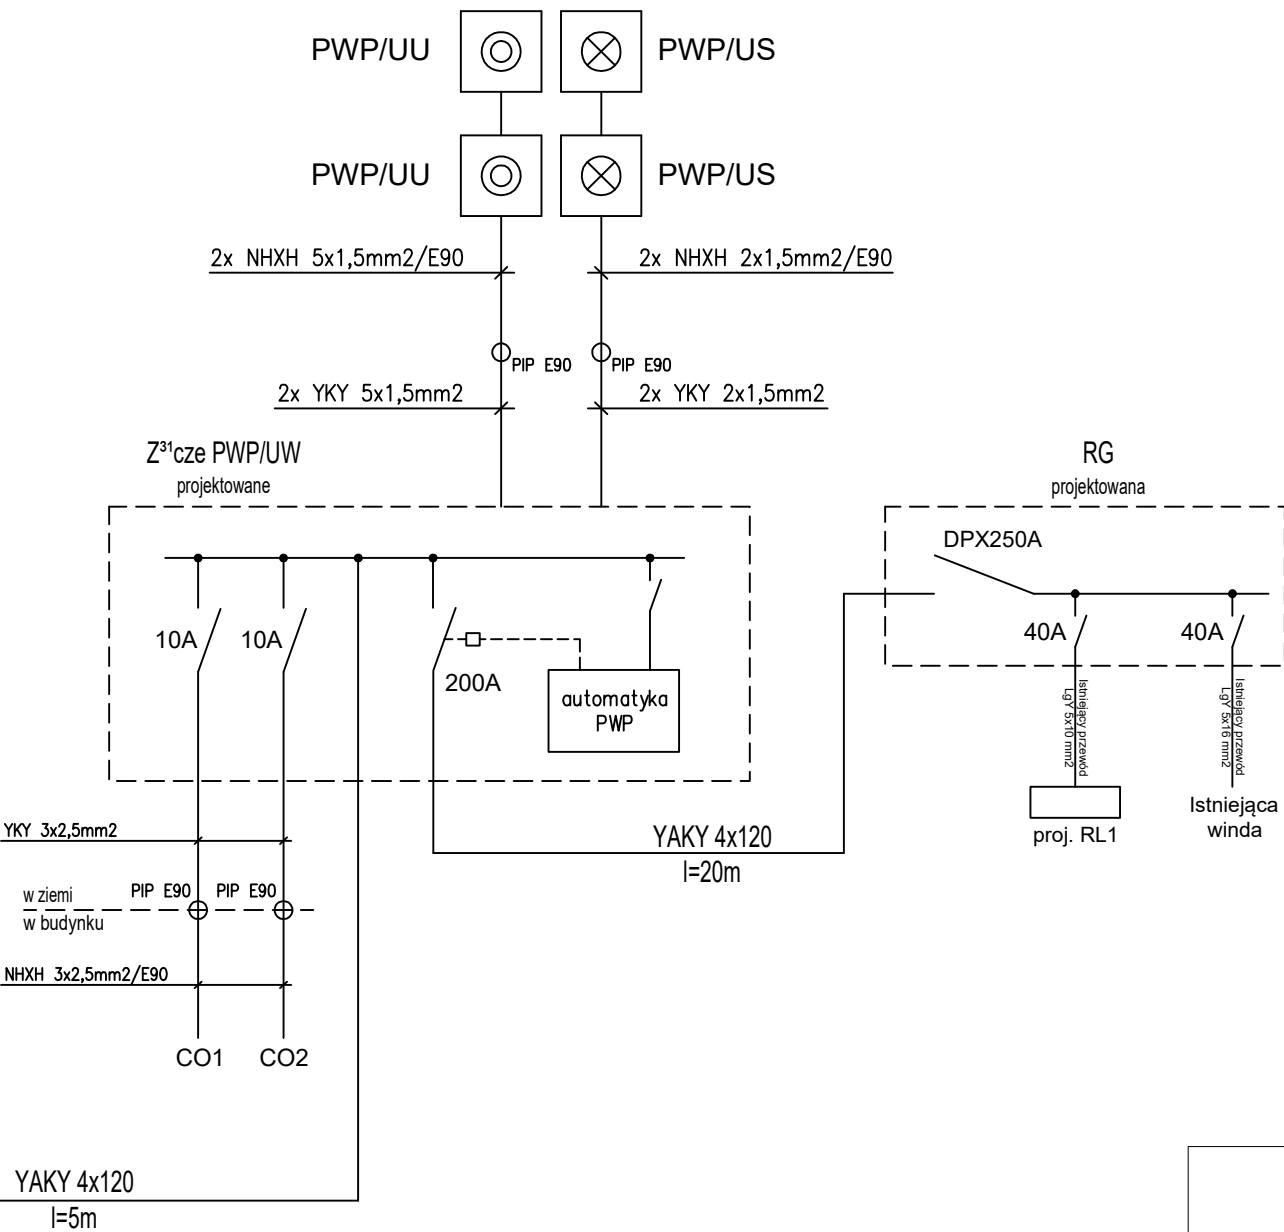 PWP/UU
PWP/US
PWP/UU
PWP/US
2x NHXH 5x1,5mm2/E90
2x NHXH 2x1,5mm2/E90
PIP E90
PIP E90
2x YKY 5x1,5mm2
2x YKY 2x1,5mm2
Z³¹cze PWP/UW
projektowane
RG
projektowana
DPX250A
10A
10A
200A
automatyka
PWP
40A
40A
Istniejący przewód
LgY 5x10 mm2
Istniejący przewód
LgY 5x16 mm2
proj. RL1
Istniejąca
winda
YKY 3x2,5mm2
YAKY 4x120
l=20m
w ziemi
PIP E90
PIP E90
w budynku
NHXH 3x2,5mm2/E90
CO1
CO2
YAKY 4x120
l=5m